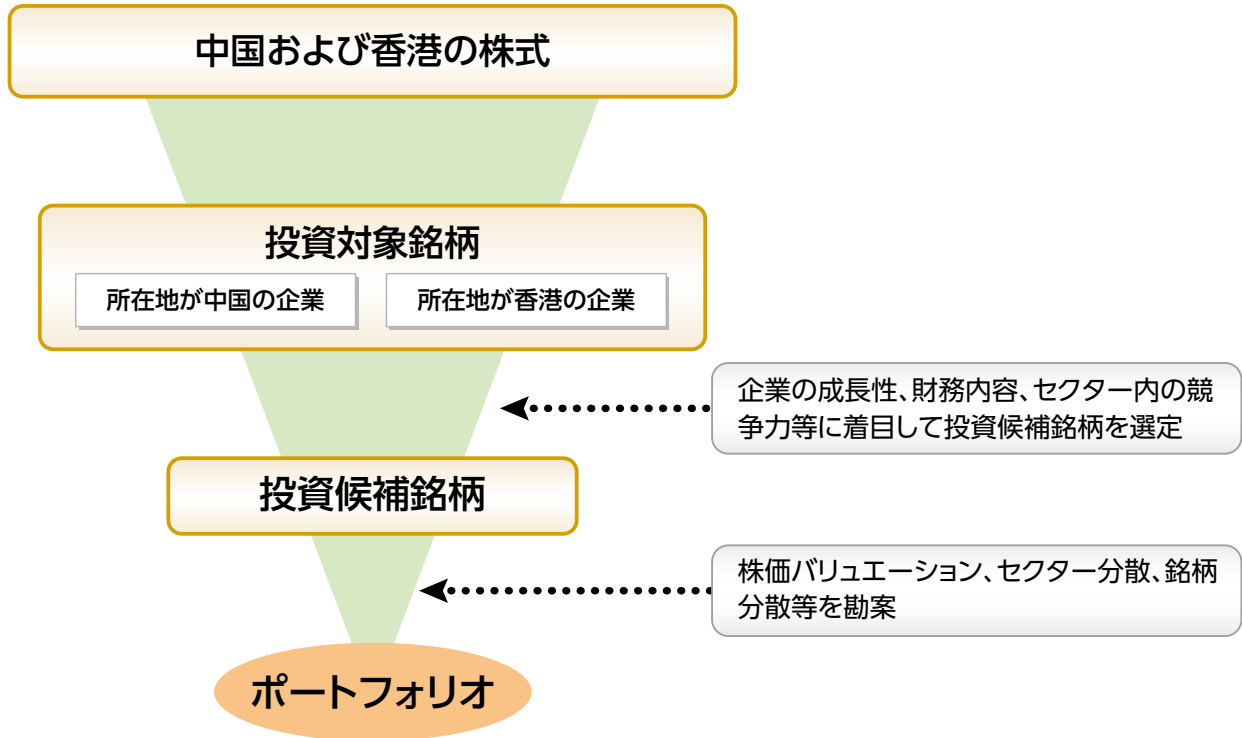 中国および香港の株式
投資対象銘柄
所在地が中国の企業
所在地が香港の企業
企業の成長性、財務内容、セクター内の競
争力等に着目して投資候補銘柄を選定
投資候補銘柄
株価バリュエーション、セクター分散、銘柄
分散等を勘案
ポートフォリオ